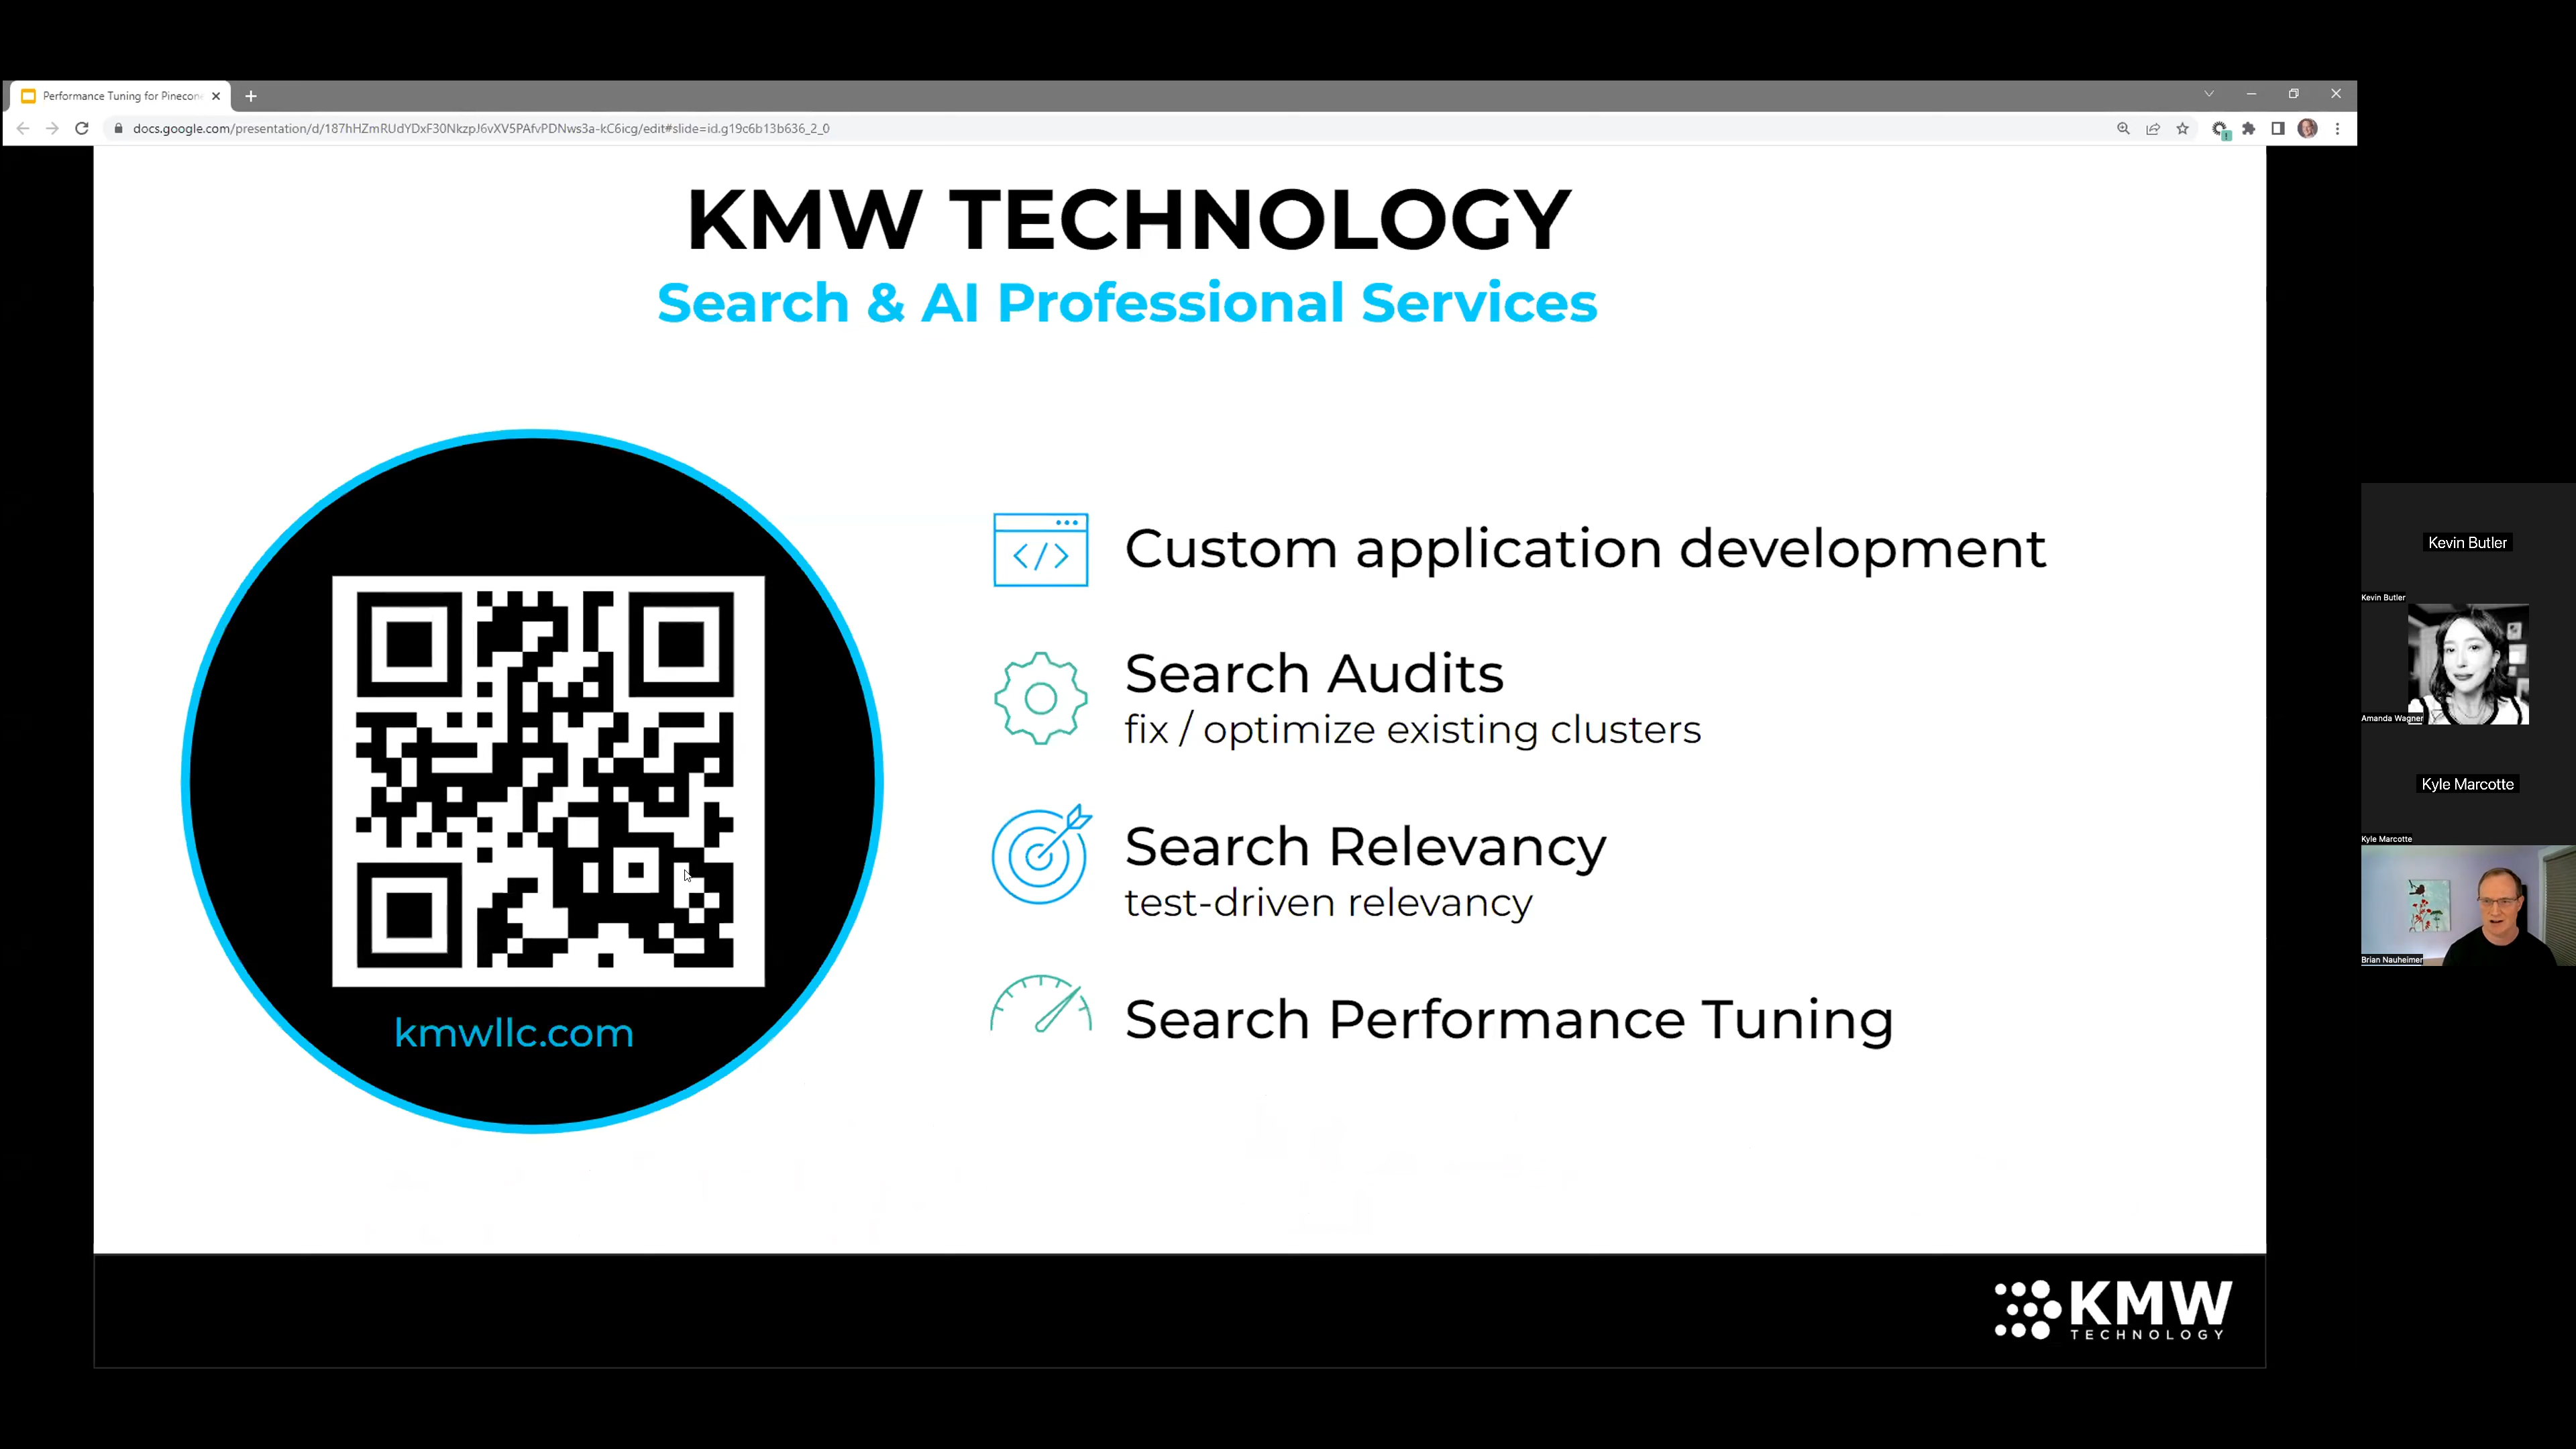 Performance Tuning for Pinecon
docs.google.com/presentation/d/187hHZmRUdYDxF30NkzpJ6vXV5PAfvPDNws3a-kC6icg/edit#slide=id.g19c6b13b636_2_0
KMW TECHNOLOGY
Search & AI Professional Services
Custom application development
Search Audits
fix / optimize existing clusters
Search Relevancy
test-driven relevancy
Search Performance Tuning
kmwllc.com
KMW
TECHNOLOGY
Kevin Butler
Kevin Butler
Amanda Wagner
Kyle Marcotte
Kyle Marcotte
Brian Nauheimer